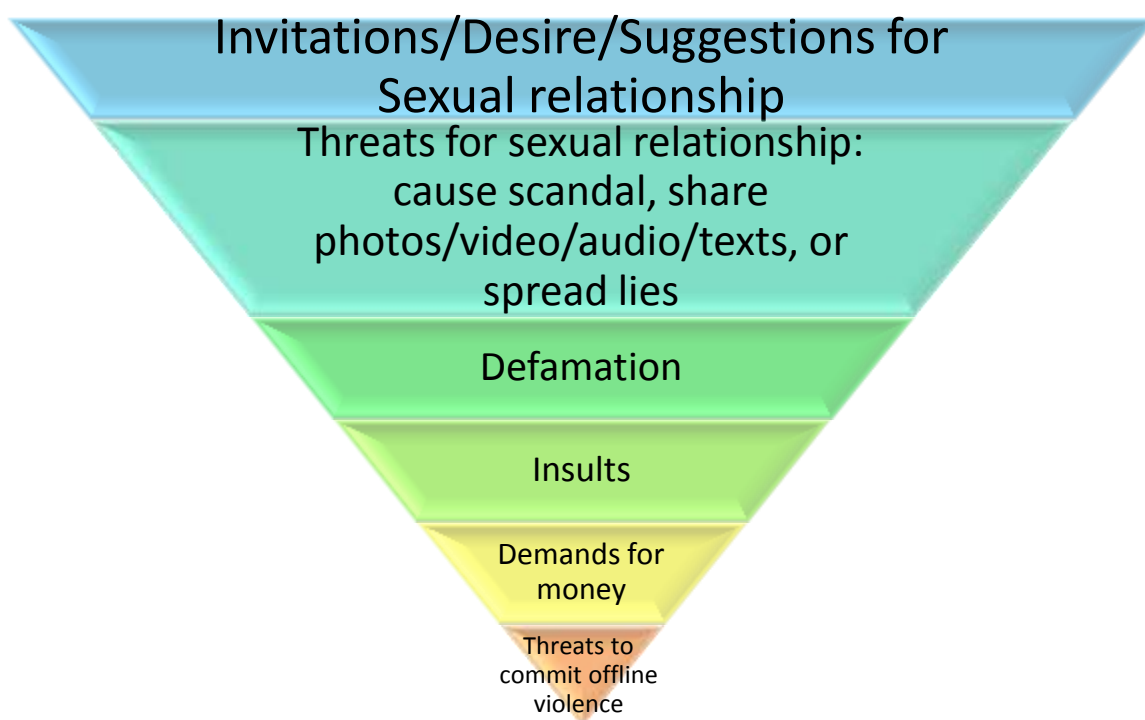 Invitations/Desire/Suggestions for
Sexual relationship
Threats for sexual relationship:
cause scandal, share
photos/video/audio/texts, or
spread lies
Defamation
Insults
Demands for
money
Threats to
commit offline
violence